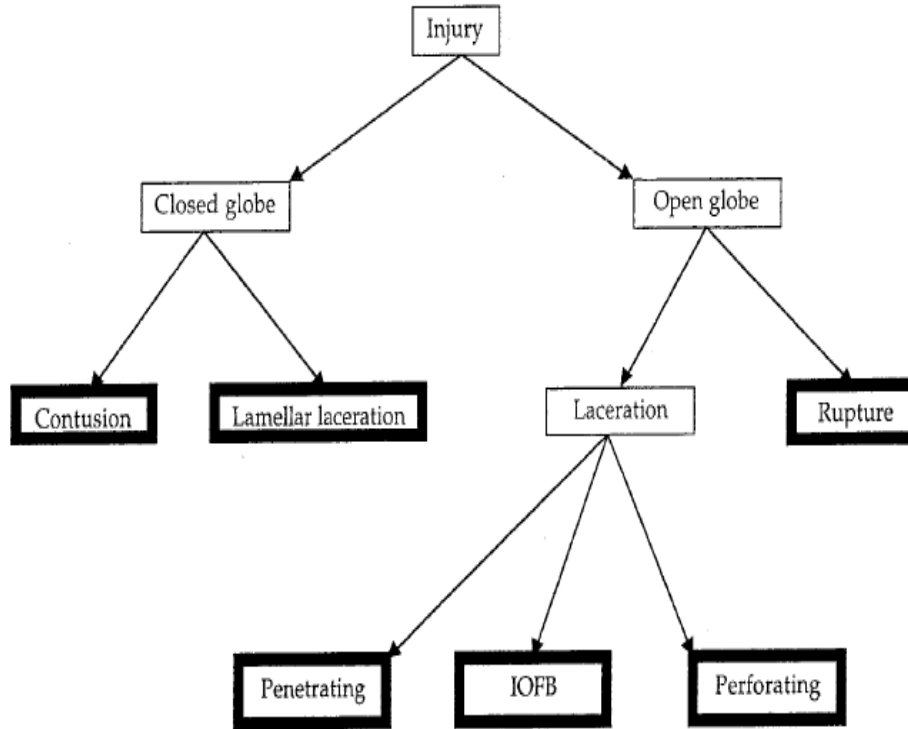 Injury
Closed globe
Open globe
Contusion
Lamellar laceration
Laceration
Rupture
Penetrating
IOFB
Perforating